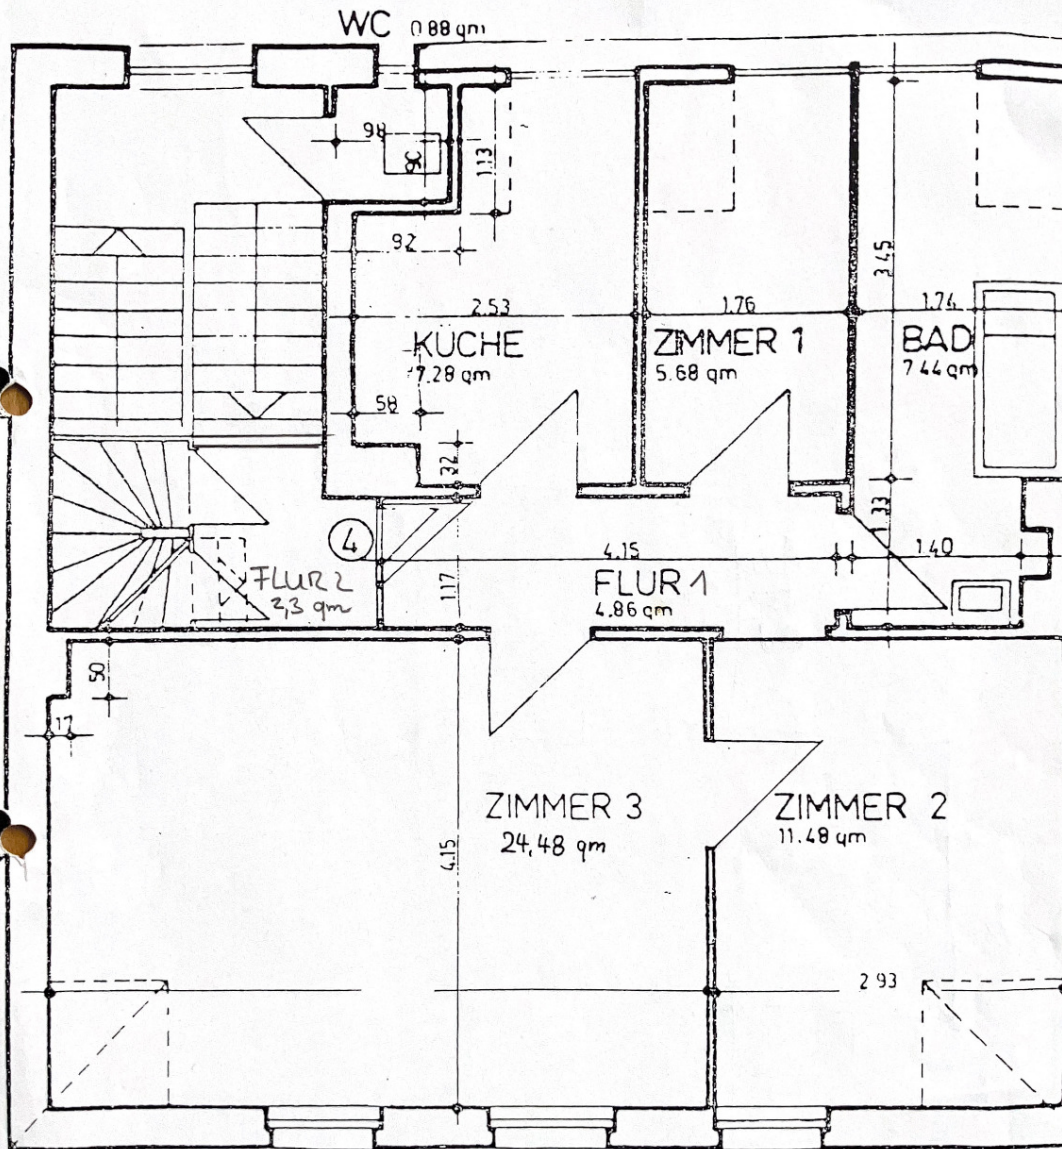 WC 0.88 qm
98
96
1.13
92
3.45
2.53
1.76
1.74
KUCHE
7.28 qm
ZIMMER 1
5.68 qm
BAD
7.44 qm
58
32
1.33
4
4.15
1.40
FLUR 2
2,3 qm
1.17
FLUR 1
4.86 qm
50
17
ZIMMER 3
24,48 qm
ZIMMER 2
11.48 qm
4.15
2.93